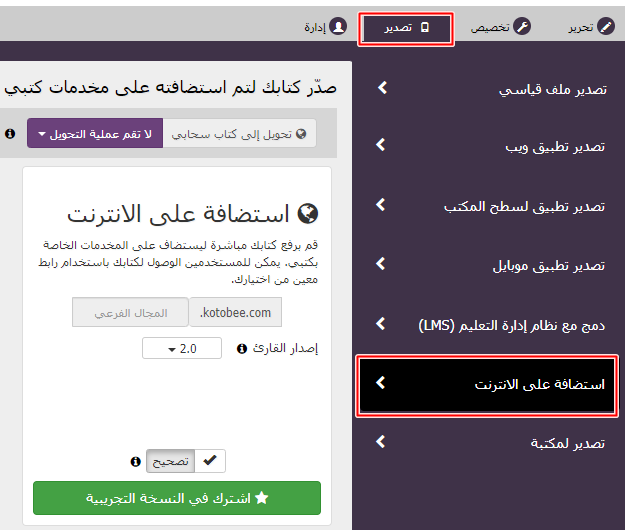 تحرير
تخصيص
تصدير
إدارة
تصدير ملف قياسي
تصدير تطبيق ويب
تصدير تطبيق لسطح المكتب
تصدير تطبيق موبايل
دمج مع نظام إدارة التعليم (LMS)
استضافة على الانترنت
تصدير لمكتبة
صدّر كتابك لتم استضافته على مخدمات كتبي
تحويل إلى كتاب سحابي
لا تقم عملية التحويل
استضافة على الانترنت
قم برفع كتابك مباشرة ليستضاف على المخدمات الخاصة
بكتبي. يمكن للمستخدمين الوصول لكتابك باستخدام رابط
معين من اختيارك.
المجال الفرعي .kotobee.com
إصدار القارئ 2.0
تصحيح
اشترك في النسخة التجريبية